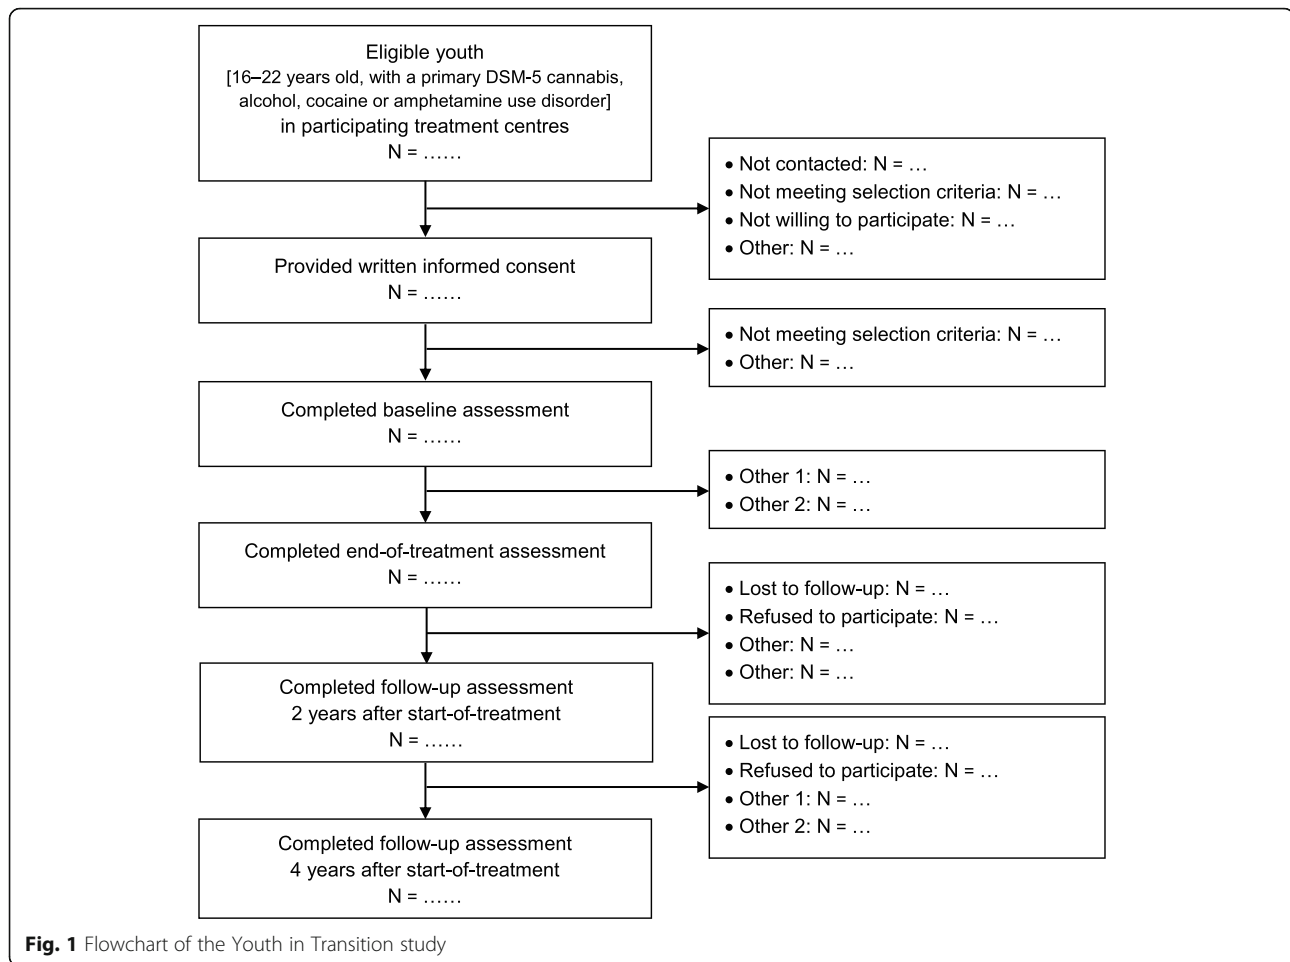 Eligible youth
[16–22 years old, with a primary DSM-5 cannabis,
alcohol, cocaine or amphetamine use disorder]
in participating treatment centres
N = ……
• Not contacted: N = …
• Not meeting selection criteria: N = …
• Not willing to participate: N = …
• Other: N = …
Provided written informed consent
N = ……
• Not meeting selection criteria: N = …
• Other: N = …
Completed baseline assessment
N = ……
• Other 1: N = …
• Other 2: N = …
Completed end-of-treatment assessment
N = ……
• Lost to follow-up: N = …
• Refused to participate: N = …
• Other: N = …
• Other: N = …
Completed follow-up assessment
2 years after start-of-treatment
N = ……
• Lost to follow-up: N = …
• Refused to participate: N = …
• Other 1: N = …
• Other 2: N = …
Completed follow-up assessment
4 years after start-of-treatment
N = ……
Fig. 1 Flowchart of the Youth in Transition study